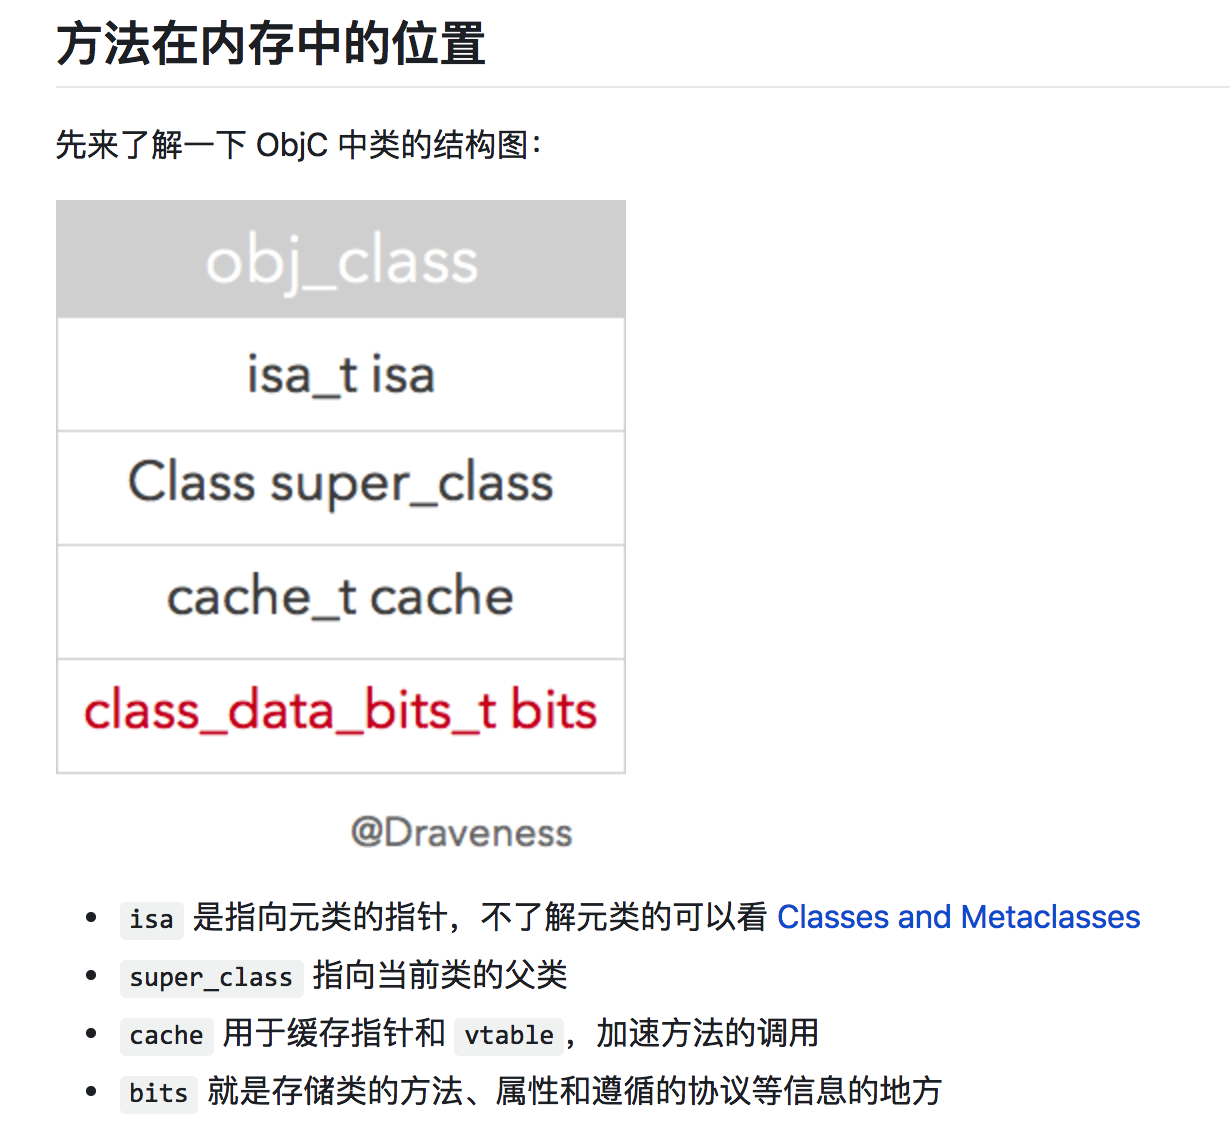 方法在内存中的位置
先来了解一下 ObjC 中类的结构图：
obj_class
isa_t isa
Class super_class
cache_t cache
class_data_bits_t bits
@Draveness
isa 是指向元类的指针，不了解元类的可以看 Classes and Metaclasses
super_class 指向当前类的父类
cache 用于缓存指针和 vtable，加速方法的调用
bits 就是存储类的方法、属性和遵循的协议等信息的地方